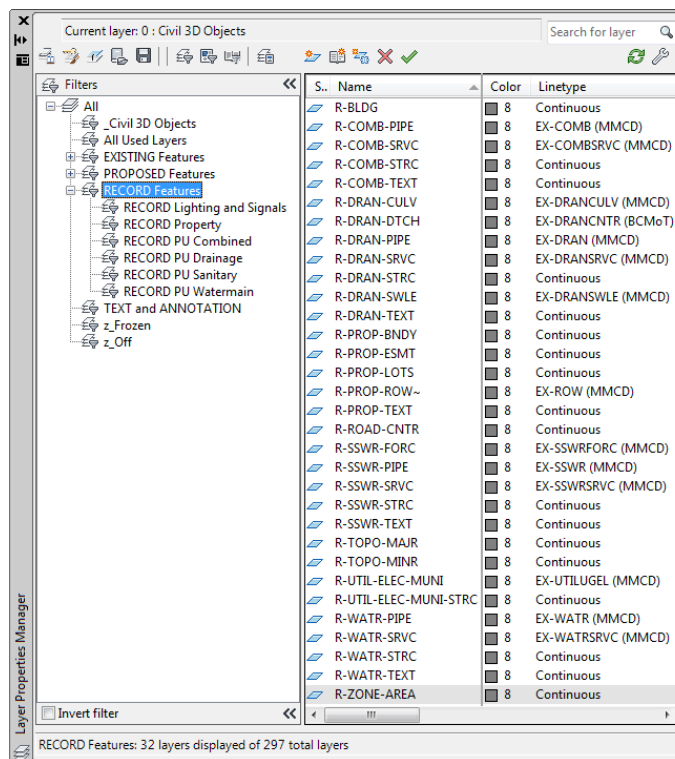 Current layer: 0 : Civil 3D Objects
Search for layer
Filters
All
_Civil 3D Objects
All Used Layers
EXISTING Features
PROPOSED Features
RECORD Features
RECORD Lighting and Signals
RECORD Property
RECORD PU Combined
RECORD PU Drainage
RECORD PU Sanitary
RECORD PU Watermain
TEXT and ANNOTATION
z_Frozen
z_Off
Invert filter
S.. Name Color Linetype
R-BLDG 8 Continuous
R-COMB-PIPE 8 EX-COMB (MMCD)
R-COMB-SRVC 8 EX-COMBSRVC (MMCD)
R-COMB-STRC 8 Continuous
R-COMB-TEXT 8 Continuous
R-DRAN-CULV 8 EX-DRANCULV (MMCD)
R-DRAN-DTCH 8 EX-DRANCNTR (BCMoT)
R-DRAN-PIPE 8 EX-DRAN (MMCD)
R-DRAN-SRVC 8 EX-DRANSRVC (MMCD)
R-DRAN-STRC 8 Continuous
R-DRAN-SWLE 8 EX-DRANSWLE (MMCD)
R-DRAN-TEXT 8 Continuous
R-PROP-BNDY 8 Continuous
R-PROP-ESMT 8 Continuous
R-PROP-LOTS 8 Continuous
R-PROP-ROW~ 8 EX-ROW (MMCD)
R-PROP-TEXT 8 Continuous
R-ROAD-CNTR 8 Continuous
R-SSWR-FORC 8 EX-SSWRFORC (MMCD)
R-SSWR-PIPE 8 EX-SSWR (MMCD)
R-SSWR-SRVC 8 EX-SSWRSRVC (MMCD)
R-SSWR-STRC 8 Continuous
R-SSWR-TEXT 8 Continuous
R-TOPO-MAJR 8 Continuous
R-TOPO-MINR 8 Continuous
R-UTIL-ELEC-MUNI 8 EX-UTILUGEL (MMCD)
R-UTIL-ELEC-MUNI-STRC 8 Continuous
R-WATR-PIPE 8 EX-WATR (MMCD)
R-WATR-SRVC 8 EX-WATRSRVC (MMCD)
R-WATR-STRC 8 Continuous
R-WATR-TEXT 8 Continuous
R-ZONE-AREA 8 Continuous
RECORD Features: 32 layers displayed of 297 total layers
Layer Properties Manager